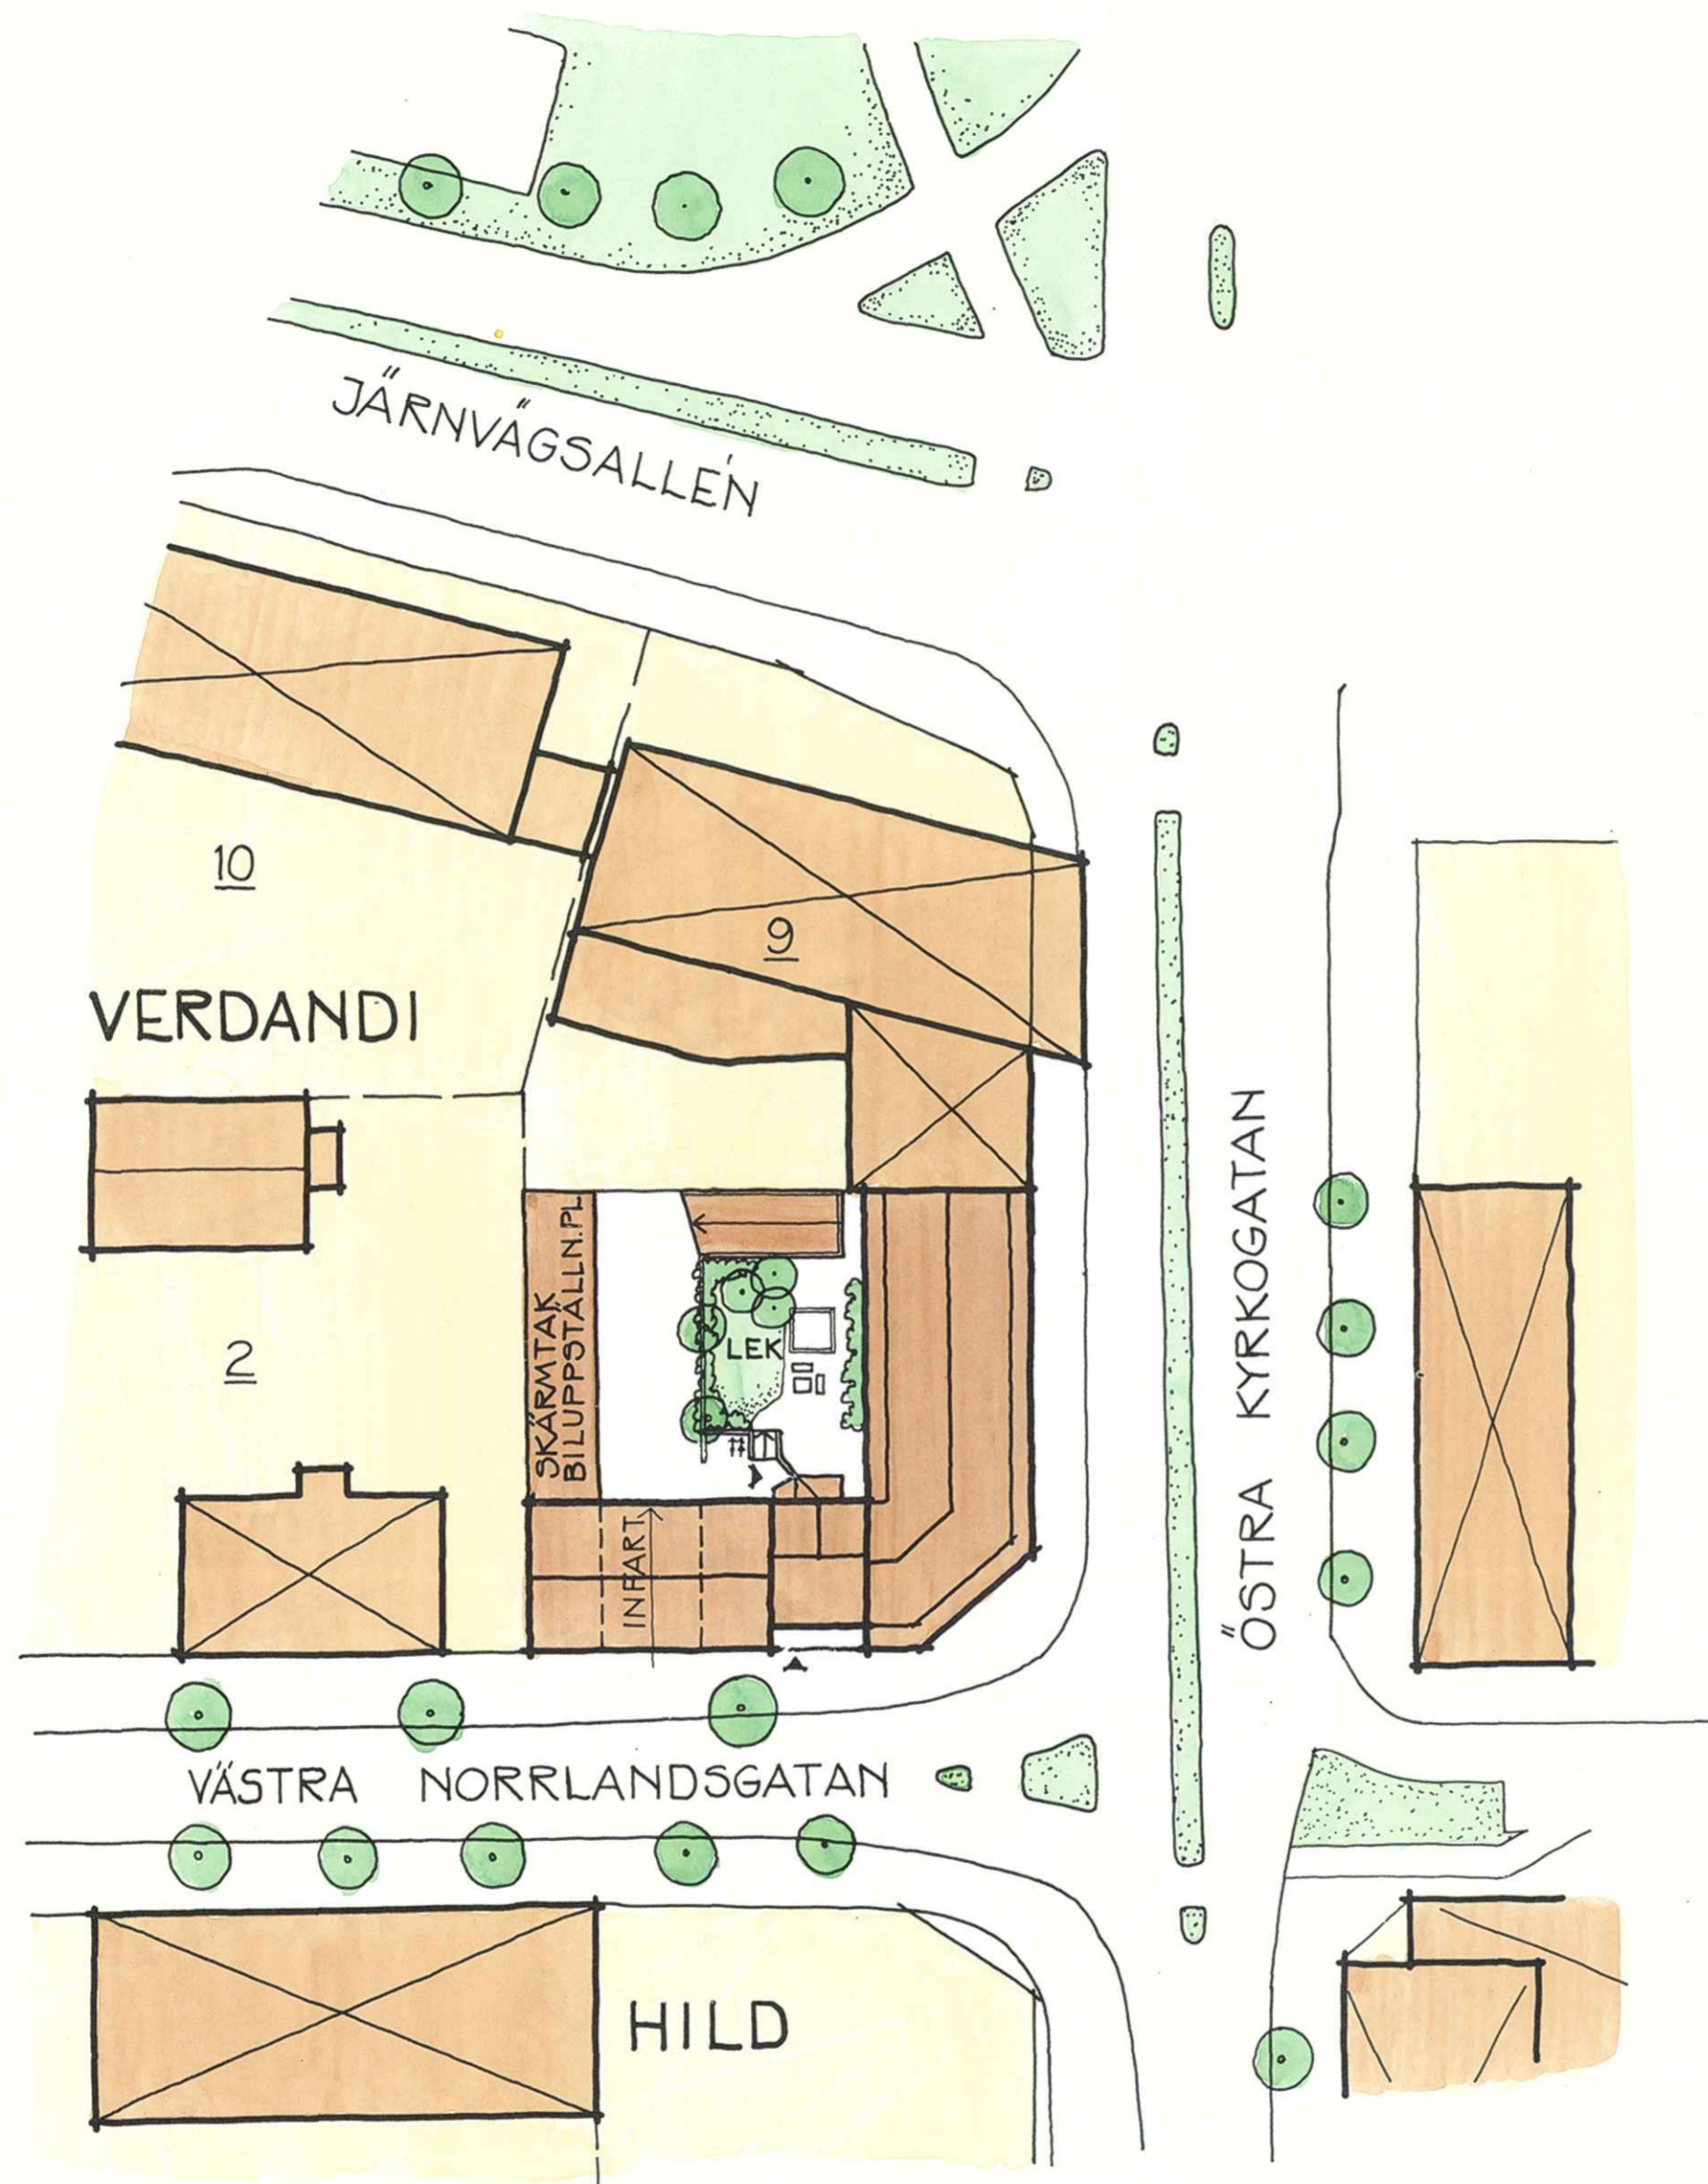 JÄRNVÄGSALLÉN
10
9
VERDANDI
SKÄRMTAK
BILUPPSTÄLLN.PL
LEK
2
INFART
ÖSTRA KYRKOGATAN
VÄSTRA NORRLANDSGATAN
HILD